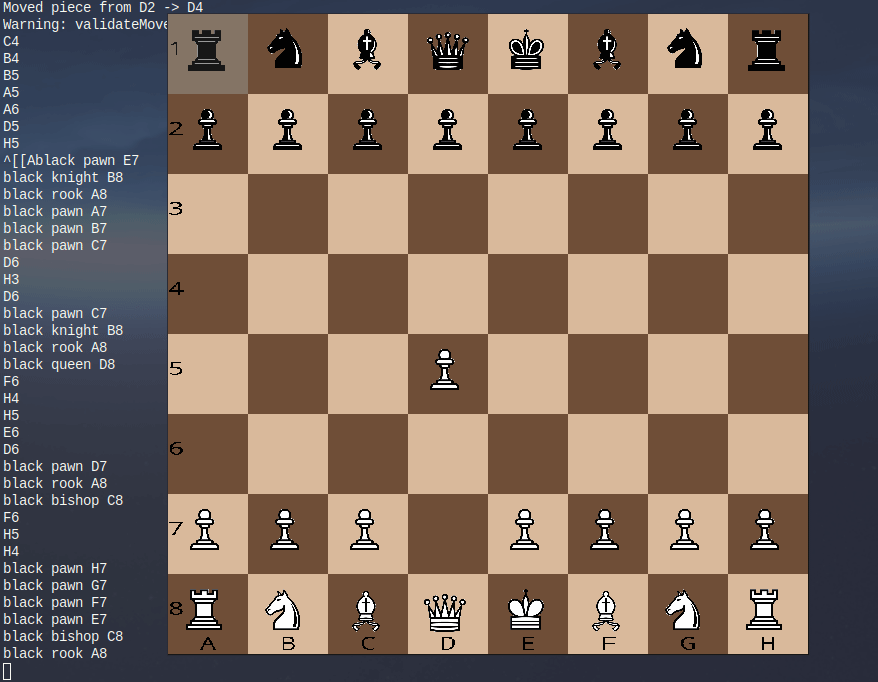 Moved piece from D2 -> D4
Warning: validateMove
C4
B4
B5
A5
A6
D5
H5
^[[Ablack pawn E7
black knight B8
black rook A8
black pawn A7
black pawn B7
black pawn C7
D6
H3
D6
black pawn C7
black knight B8
black rook A8
black queen D8
F6
H4
H5
E6
D6
black pawn D7
black rook A8
black bishop C8
F6
H5
H4
black pawn H7
black pawn G7
black pawn F7
black pawn E7
black bishop C8
black rook A8
1
2
3
4
5
6
7
8
A B C D E F G H